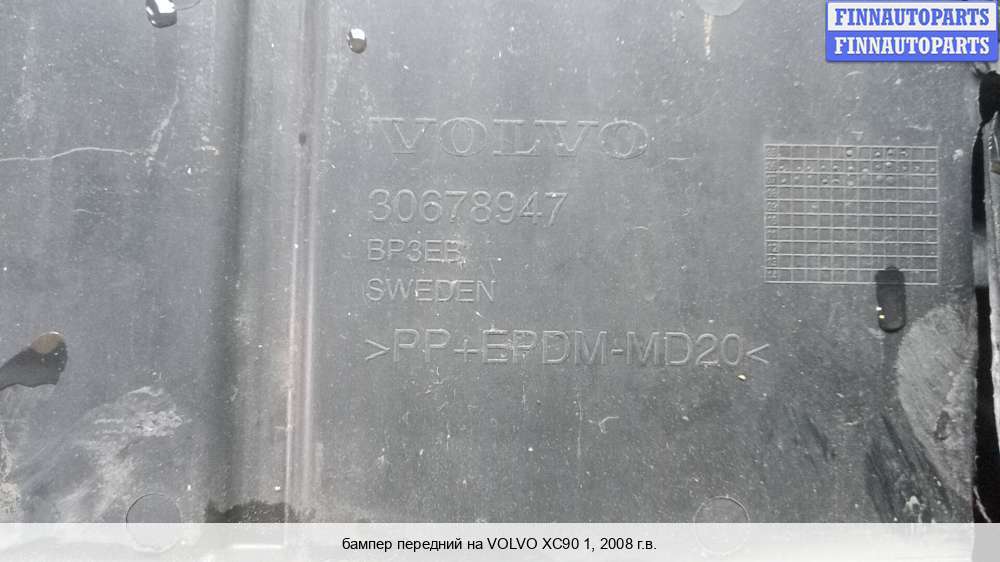 FINNAUTOPARTS
FINNAUTOPARTS
VOLVO
30678947
BP3EB
SWEDEN
>PP+EPDM-MD20<
бампер передний на VOLVO XC90 1, 2008 г.в.